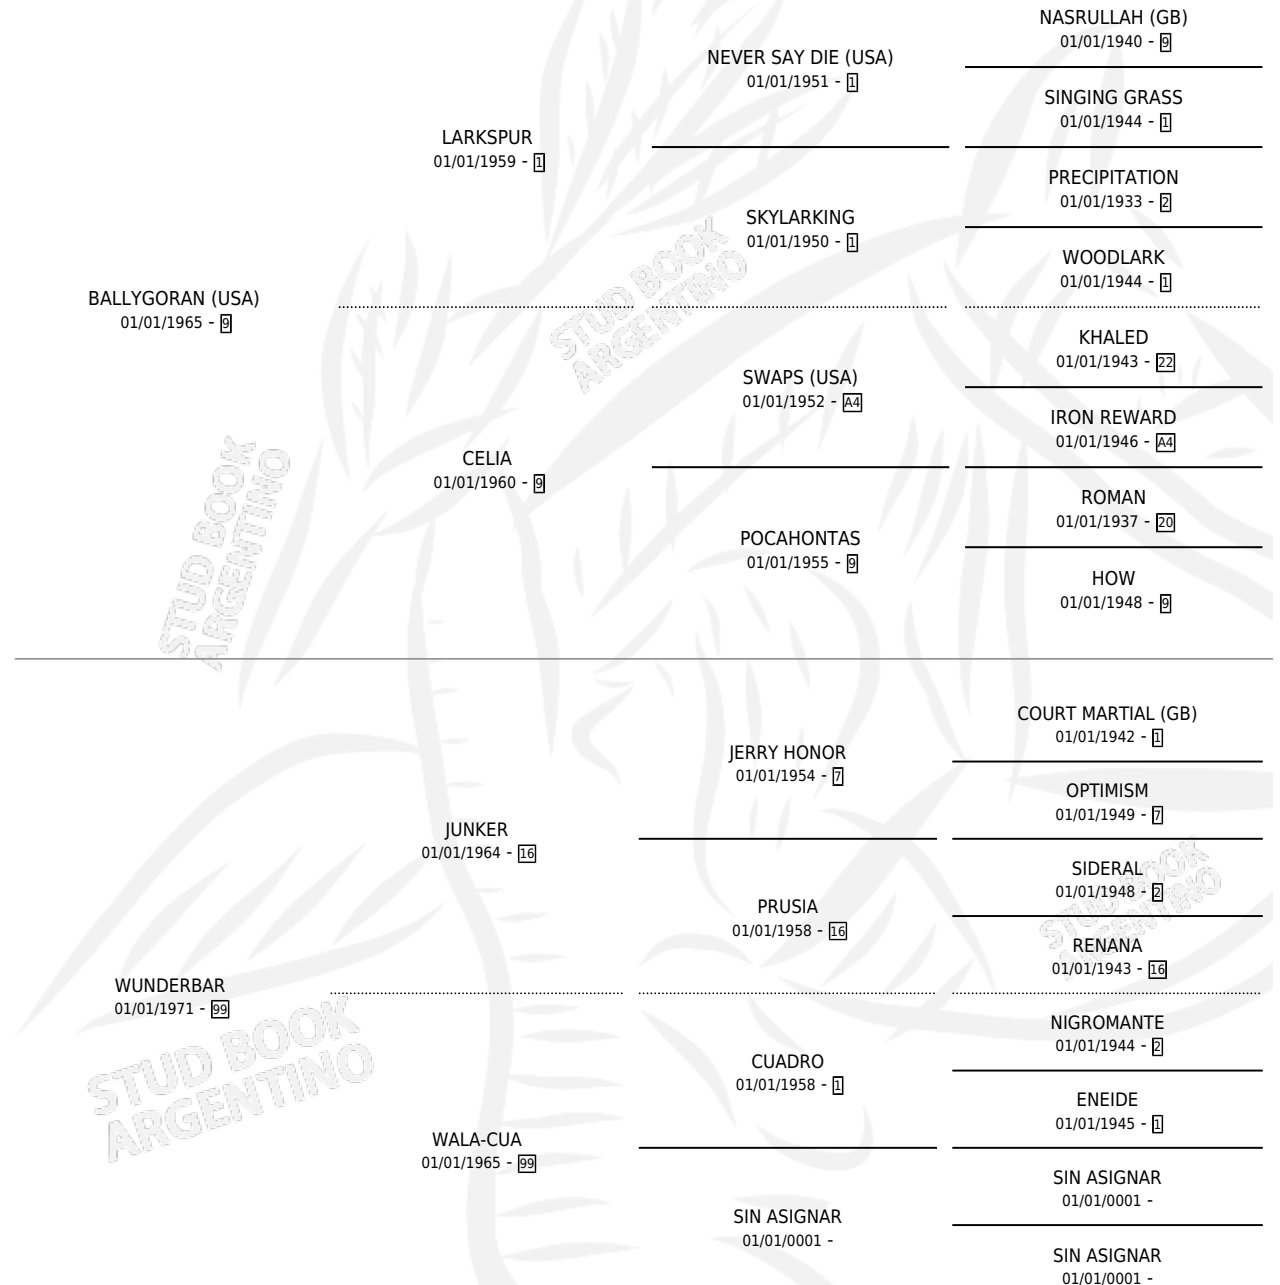 NASRULLAH (GB)
01/01/1940 - 9
NEVER SAY DIE (USA)
01/01/1951 - 1
SINGING GRASS
01/01/1944 - 1
LARKSPUR
01/01/1959 - 1
PRECIPITATION
01/01/1933 - 2
SKYLARKING
01/01/1950 - 1
WOODLARK
01/01/1944 - 1
BALLYGORAN (USA)
01/01/1965 - 9
KHALED
01/01/1943 - 22
SWAPS (USA)
01/01/1952 - A4
IRON REWARD
01/01/1946 - A4
CELIA
01/01/1960 - 9
ROMAN
01/01/1937 - 20
POCAHONTAS
01/01/1955 - 9
HOW
01/01/1948 - 9
COURT MARTIAL (GB)
01/01/1942 - 1
JERRY HONOR
01/01/1954 - 7
OPTIMISM
01/01/1949 - 7
JUNKER
01/01/1964 - 16
SIDERAL
01/01/1948 - 2
PRUSIA
01/01/1958 - 16
RENANA
01/01/1943 - 16
WUNDERBAR
01/01/1971 - 99
NIGROMANTE
01/01/1944 - 2
CUADRO
01/01/1958 - 1
ENEIDE
01/01/1945 - 1
WALA-CUA
01/01/1965 - 99
SIN ASIGNAR
01/01/0001 -
SIN ASIGNAR
01/01/0001 -
SIN ASIGNAR
01/01/0001 -
STUD BOOK
ARGENTINO
STUD BOOK
ARGENTINO
STUD BOOK
ARGENTINO
STUD BOOK
ARGENTINO